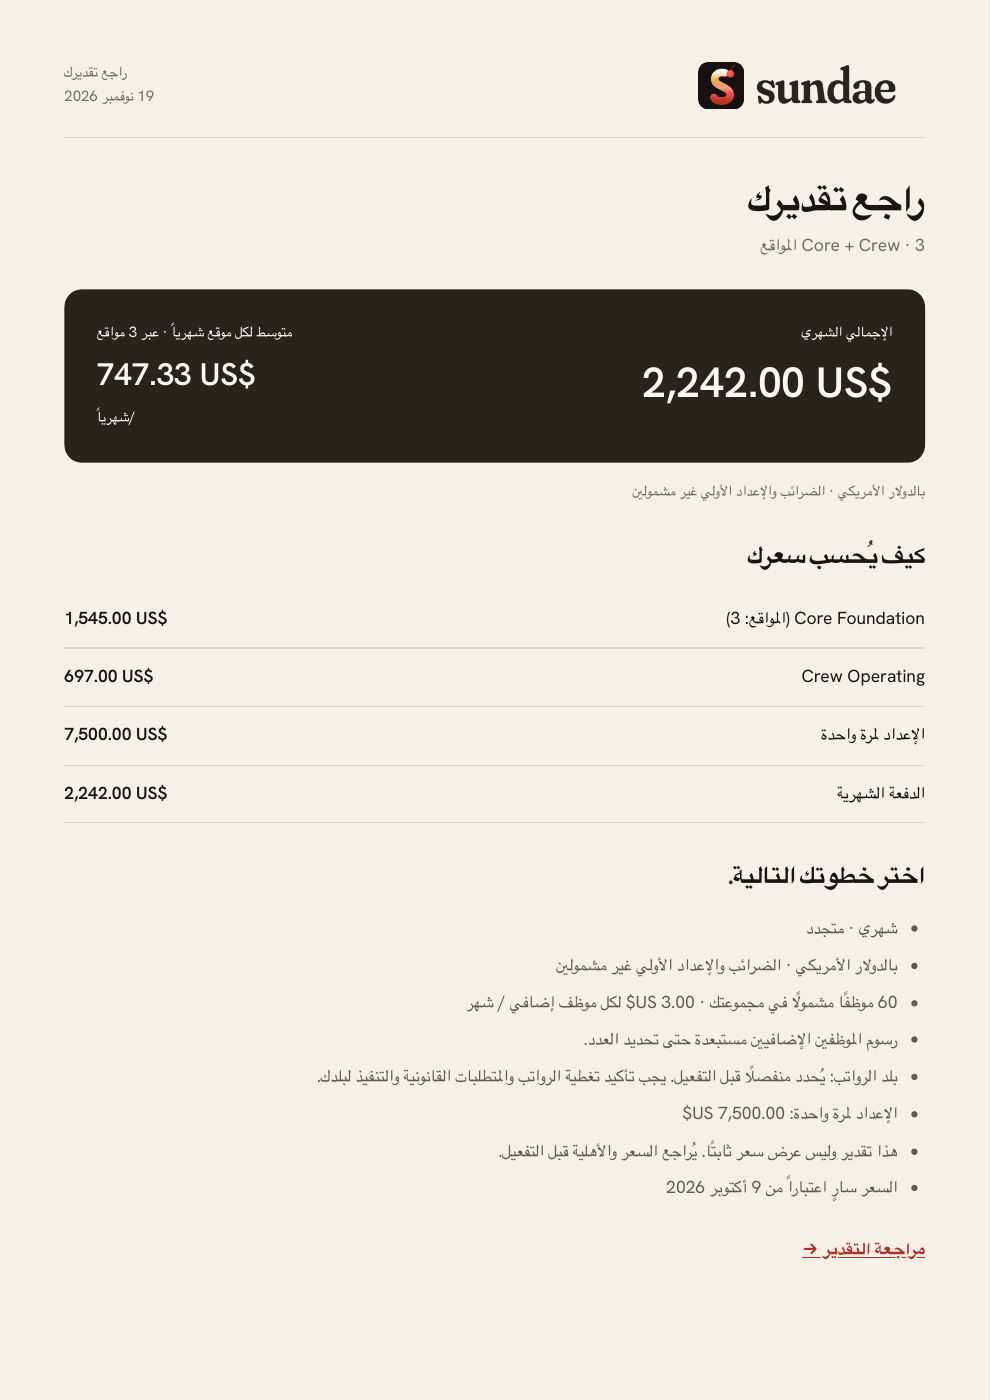 sundae
راجع تقديرك
19 نوفمبر 2026
راجع تقديرك
Core + Crew · 3 المواقع
الإجمالي الشهري
2,242.00 US$
متوسط لكل موقع شهرياً · عبر 3 مواقع
747.33 US$
/شهرياً
بالدولار الأمريكي · الضرائب والإعداد الأولي غير مشمولين
كيف يُحسب سعرك
Core Foundation (المواقع: 3)
1,545.00 US$
Crew Operating
697.00 US$
الإعداد لمرة واحدة
7,500.00 US$
الدفعة الشهرية
2,242.00 US$
اختر خطوتك التالية.
• شهري · متجدد
• بالدولار الأمريكي · الضرائب والإعداد الأولي غير مشمولين
• 60 موظفًا مشمولًا في مجموعتك · 3.00 US$ لكل موظف إضافي / شهر
• رسوم الموظفين الإضافيين مستبعدة حتى تحديد العدد.
• بلد الرواتب: يُحدد منفصلًا قبل التفعيل. يجب تأكيد تغطية الرواتب والمتطلبات القانونية والتنفيذ لبلدك.
• الإعداد لمرة واحدة: 7,500.00 US$
• هذا تقدير وليس عرض سعر ثابتًا. يُراجع السعر والأهلية قبل التفعيل.
• السعر سارٍ اعتباراً من 9 أكتوبر 2026
مراجعة التقدير →